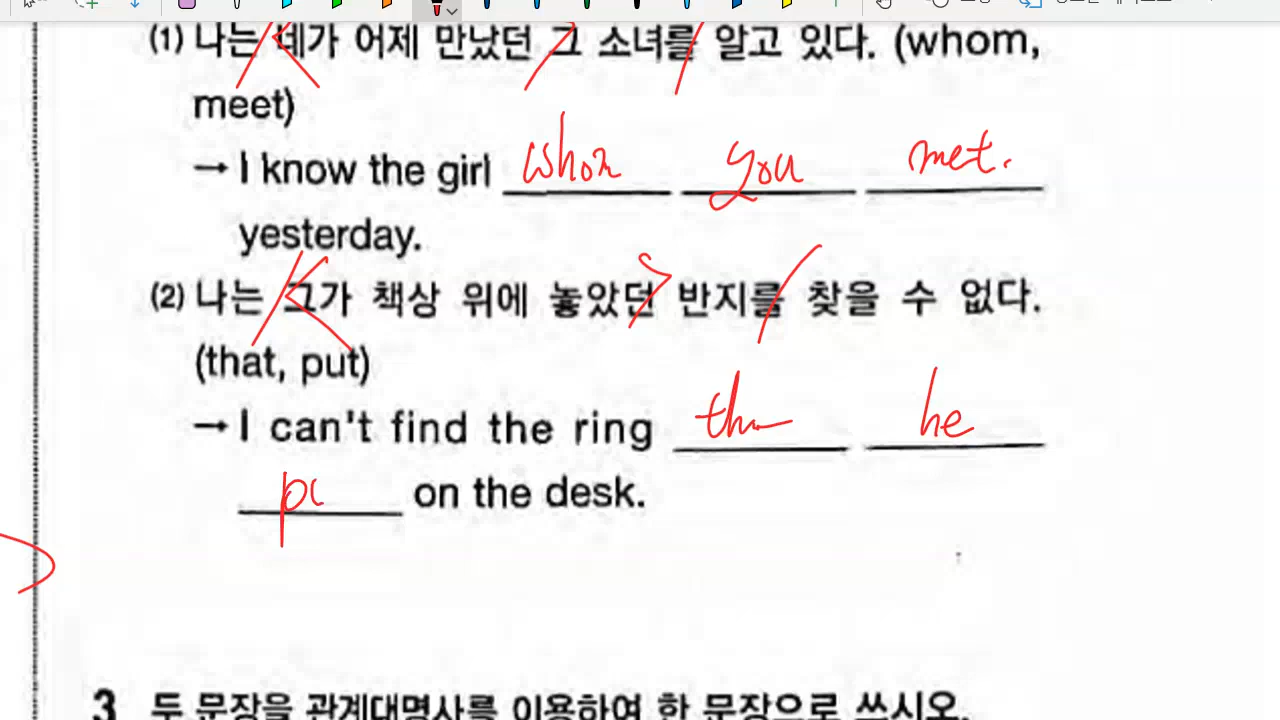 (1) 나는 네가 어제 만났던 그 소녀를 알고 있다. (whom,
meet)
→ I know the girl whom you met.
yesterday.
(2) 나는 그가 책상 위에 놓았던 반지를 찾을 수 없다.
(that, put)
→ I can't find the ring he
on the desk.
3 두 문장을 관계대명사를 이용하여 한 문장으로 쓰시오.